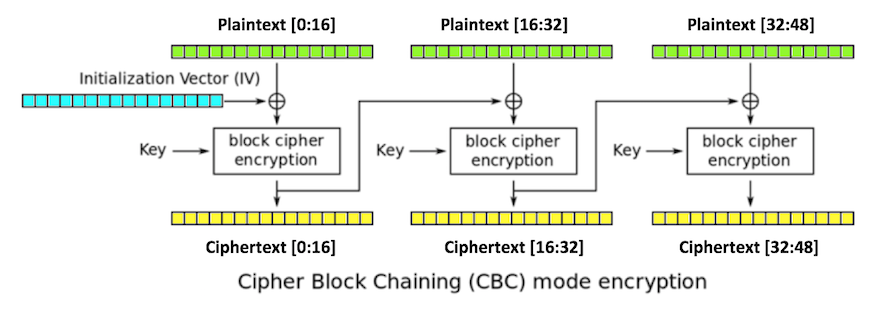 Plaintext [0:16]
Plaintext [16:32]
Plaintext [32:48]
Initialization Vector (IV)
Key
block cipher
encryption
Key
block cipher
encryption
Key
block cipher
encryption
Ciphertext [0:16]
Ciphertext [16:32]
Ciphertext [32:48]
Cipher Block Chaining (CBC) mode encryption